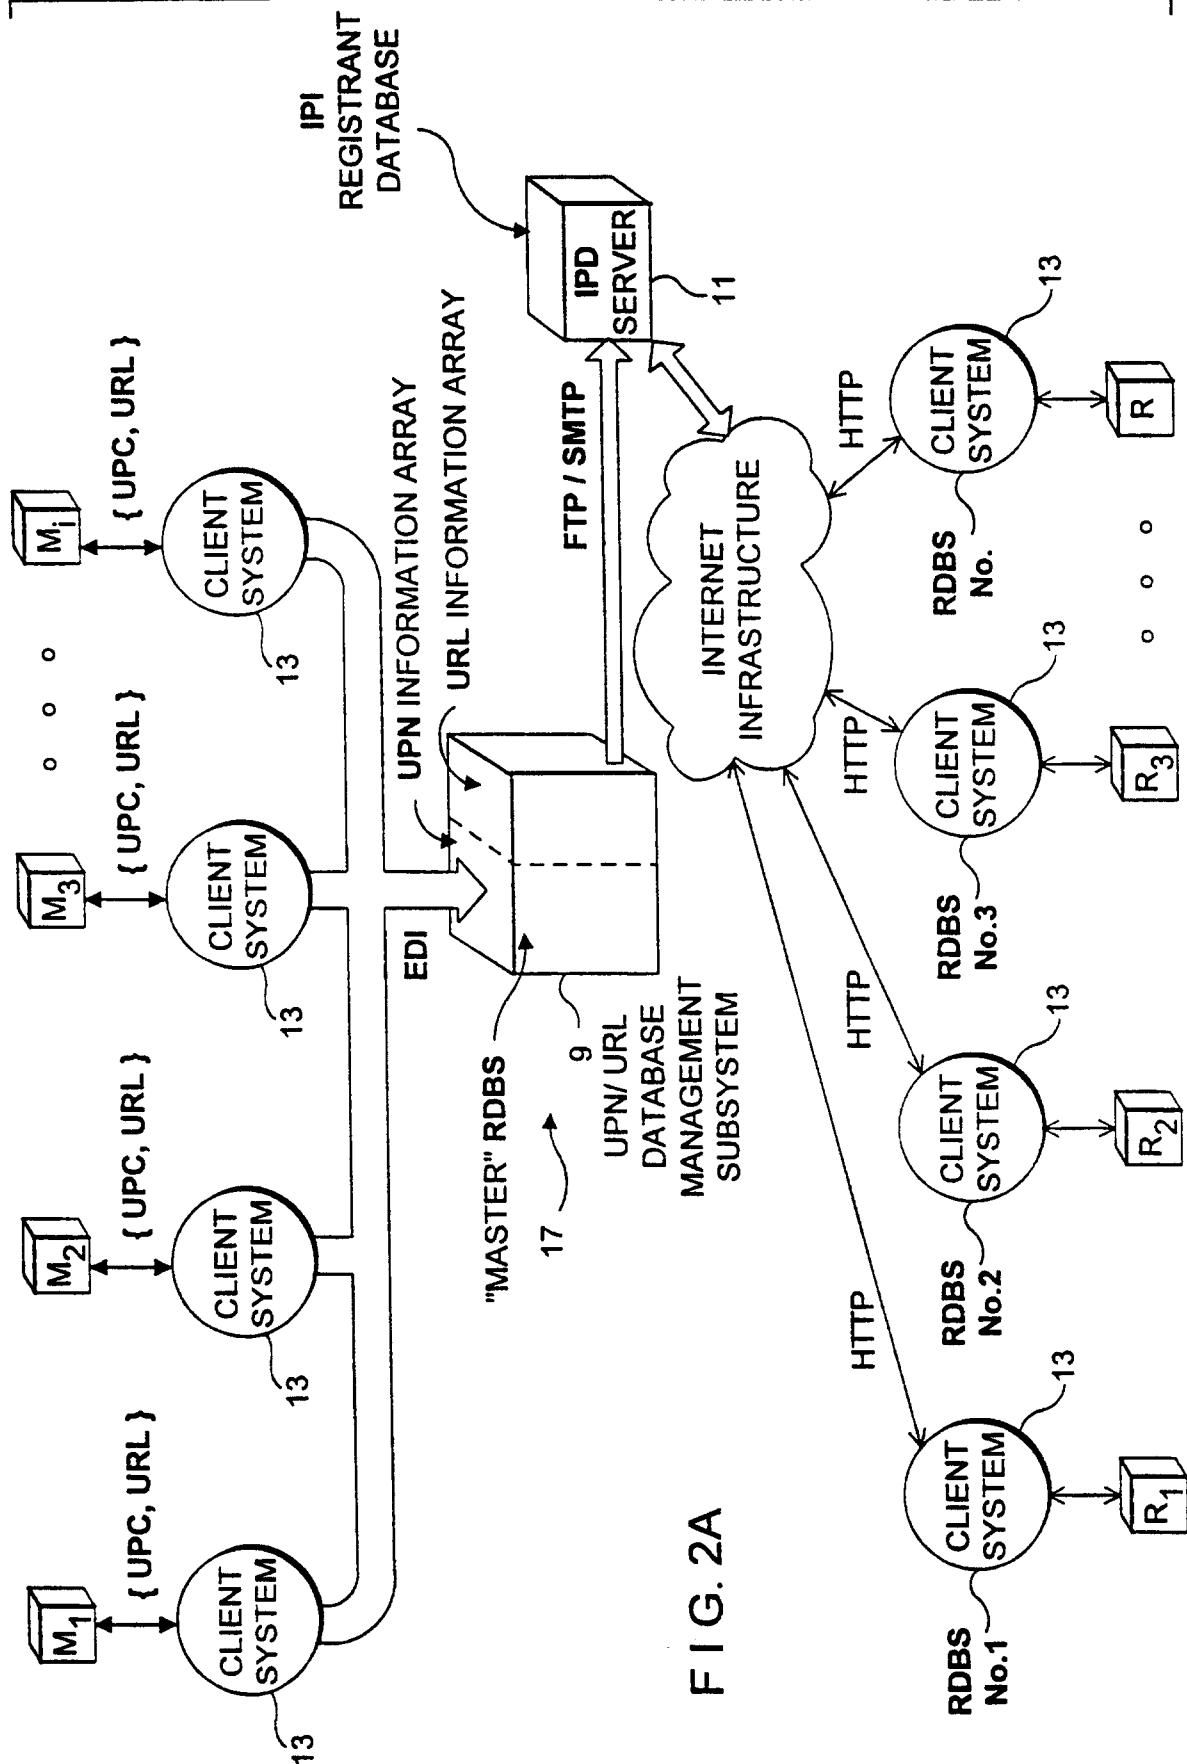 M1
M2
M3
Mi
{ UPC, URL }
{ UPC, URL }
{ UPC, URL }
{ UPC, URL }
CLIENT
SYSTEM
13
CLIENT
SYSTEM
13
CLIENT
SYSTEM
13
CLIENT
SYSTEM
13
EDI
UPN INFORMATION ARRAY
URL INFORMATION ARRAY
IPI
REGISTRANT
DATABASE
"MASTER" RDBS
17
9
UPN/ URL
DATABASE
MANAGEMENT
SUBSYSTEM
FTP / SMTP
IPD
SERVER
11
INTERNET
INFRASTRUCTURE
HTTP
HTTP
HTTP
HTTP
RDBS
No.1
CLIENT
SYSTEM
13
RDBS
No.2
CLIENT
SYSTEM
13
RDBS
No.3
CLIENT
SYSTEM
13
RDBS
No.
CLIENT
SYSTEM
13
R1
R2
R3
R
FIG. 2A